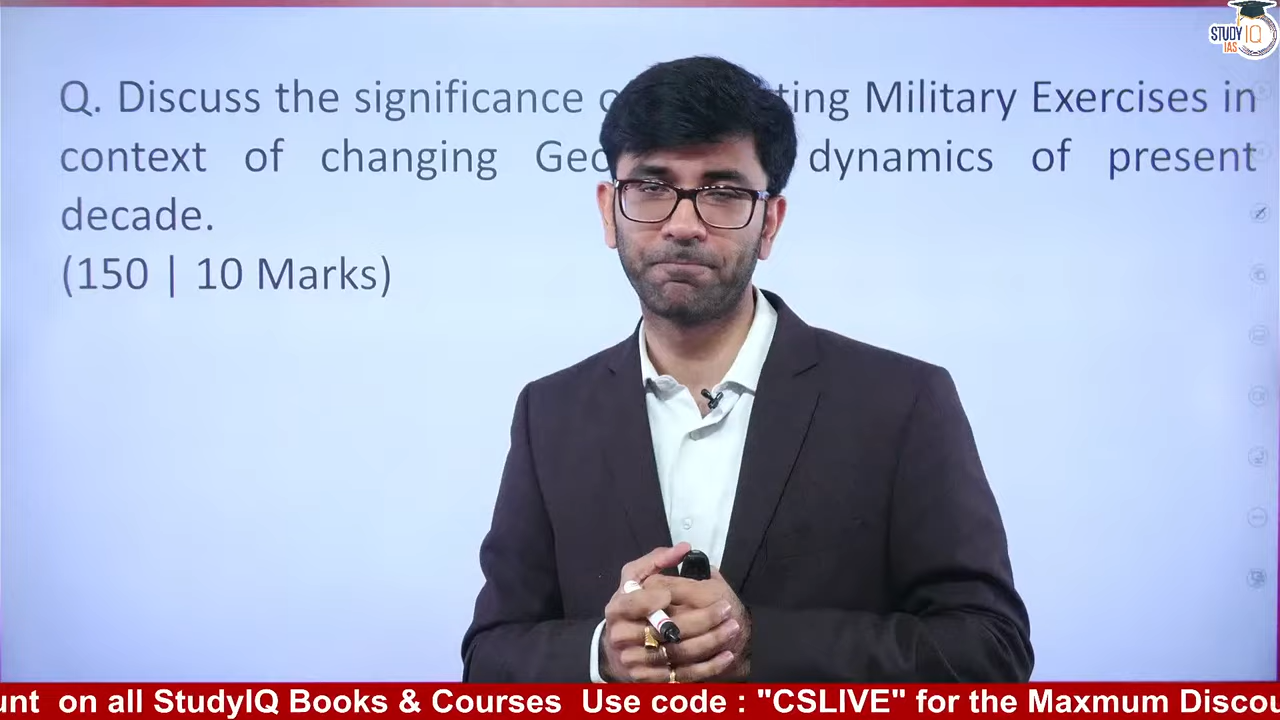 STUDY IQ
IAS
Q. Discuss the significance ting Military Exercises in
context of changing Geo dynamics of present
decade.
(150 | 10 Marks)
unt on all StudyIQ Books & Courses Use code : "CSLIVE" for the Maxmum Discou